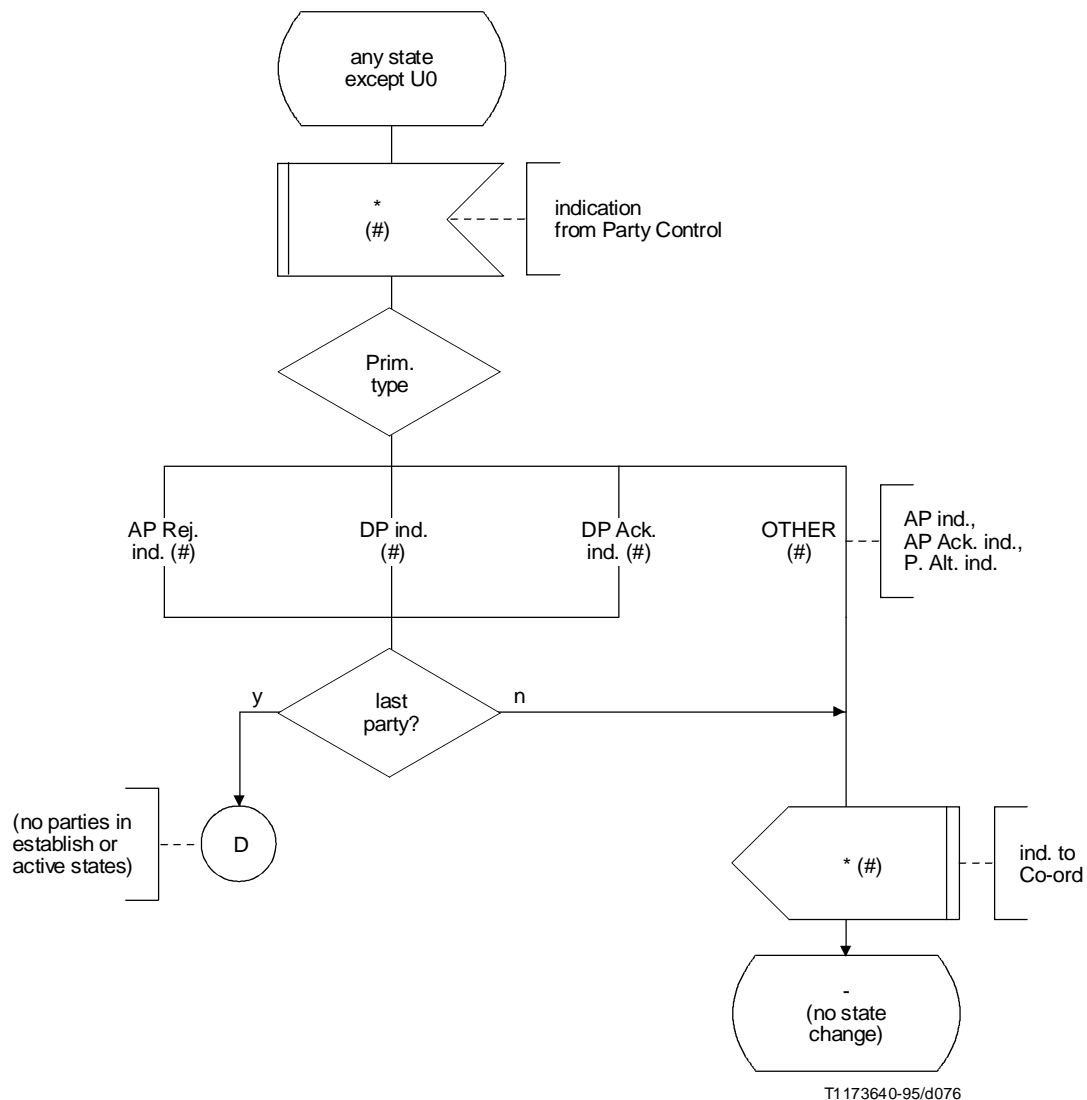 any state
except U0
*
(#)
indication
from Party Control
Prim.
type
AP Rej.
ind. (#)
DP ind.
(#)
DP Ack.
ind. (#)
OTHER
(#)
AP ind.,
AP Ack. ind.,
P. Alt. ind.
y
last
party?
n
(no parties in
establish or
active states)
D
* (#)
ind. to
Co-ord
-
(no state
change)
T1173640-95/d076